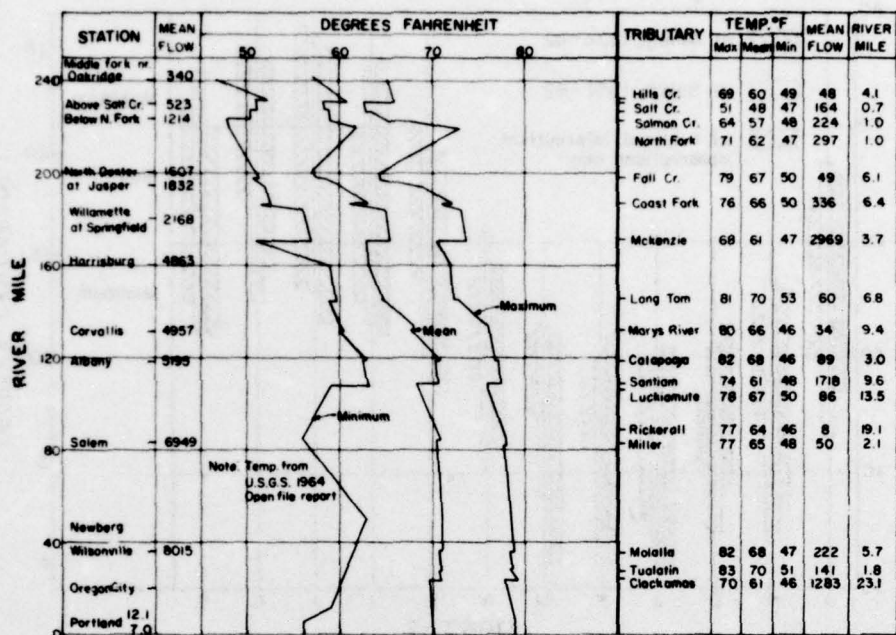 STATION MEAN FLOW DEGREES FAHRENHEIT TRIBUTARY TEMP. °F MEAN FLOW RIVER MILE
50 60 70 80 Max Mean Min
Middle fork nr.
240 Oakridge 340
Hills Cr. 69 60 49 48 4.1
Above Salt Cr. 523 Salt Cr. 51 48 47 164 0.7
Below N. Fork 1214 Salmon Cr. 64 57 48 224 1.0
North Fork 71 62 47 297 1.0
200 North 1607 Fall Cr. 79 67 50 49 6.1
at Jasper 1832
Willamette at Springfield 2168 Coast Fork 76 66 50 336 6.4
Mckenzie 68 61 47 2969 3.7
160 Harrisburg 4863
Long Tom 81 70 53 60 6.8
Maximum
Corvallis 4957 Mean Marys River 80 66 46 34 9.4
120 Albany 5195 Calapogia 82 68 46 89 3.0
Santiam 74 61 48 1718 9.6
Luckiamute 78 67 50 86 13.5
Minimum
Rickerall 77 64 46 8 19.1
80 Salem 6949 Miller 77 65 48 50 2.1
Note: Temp. from
U.S.G.S. 1964
Open file report
Newberg
40 Wilsonville 8015 Molalla 82 68 47 222 5.7
Tualatin 83 70 51 141 1.8
Oregon City Clackamas 70 61 46 1283 23.1
Portland 12.1
7.0
0
RIVER MILE